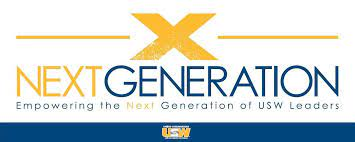 X
NEXTGENERATION
Empowering the Next Generation of USW Leaders
USW